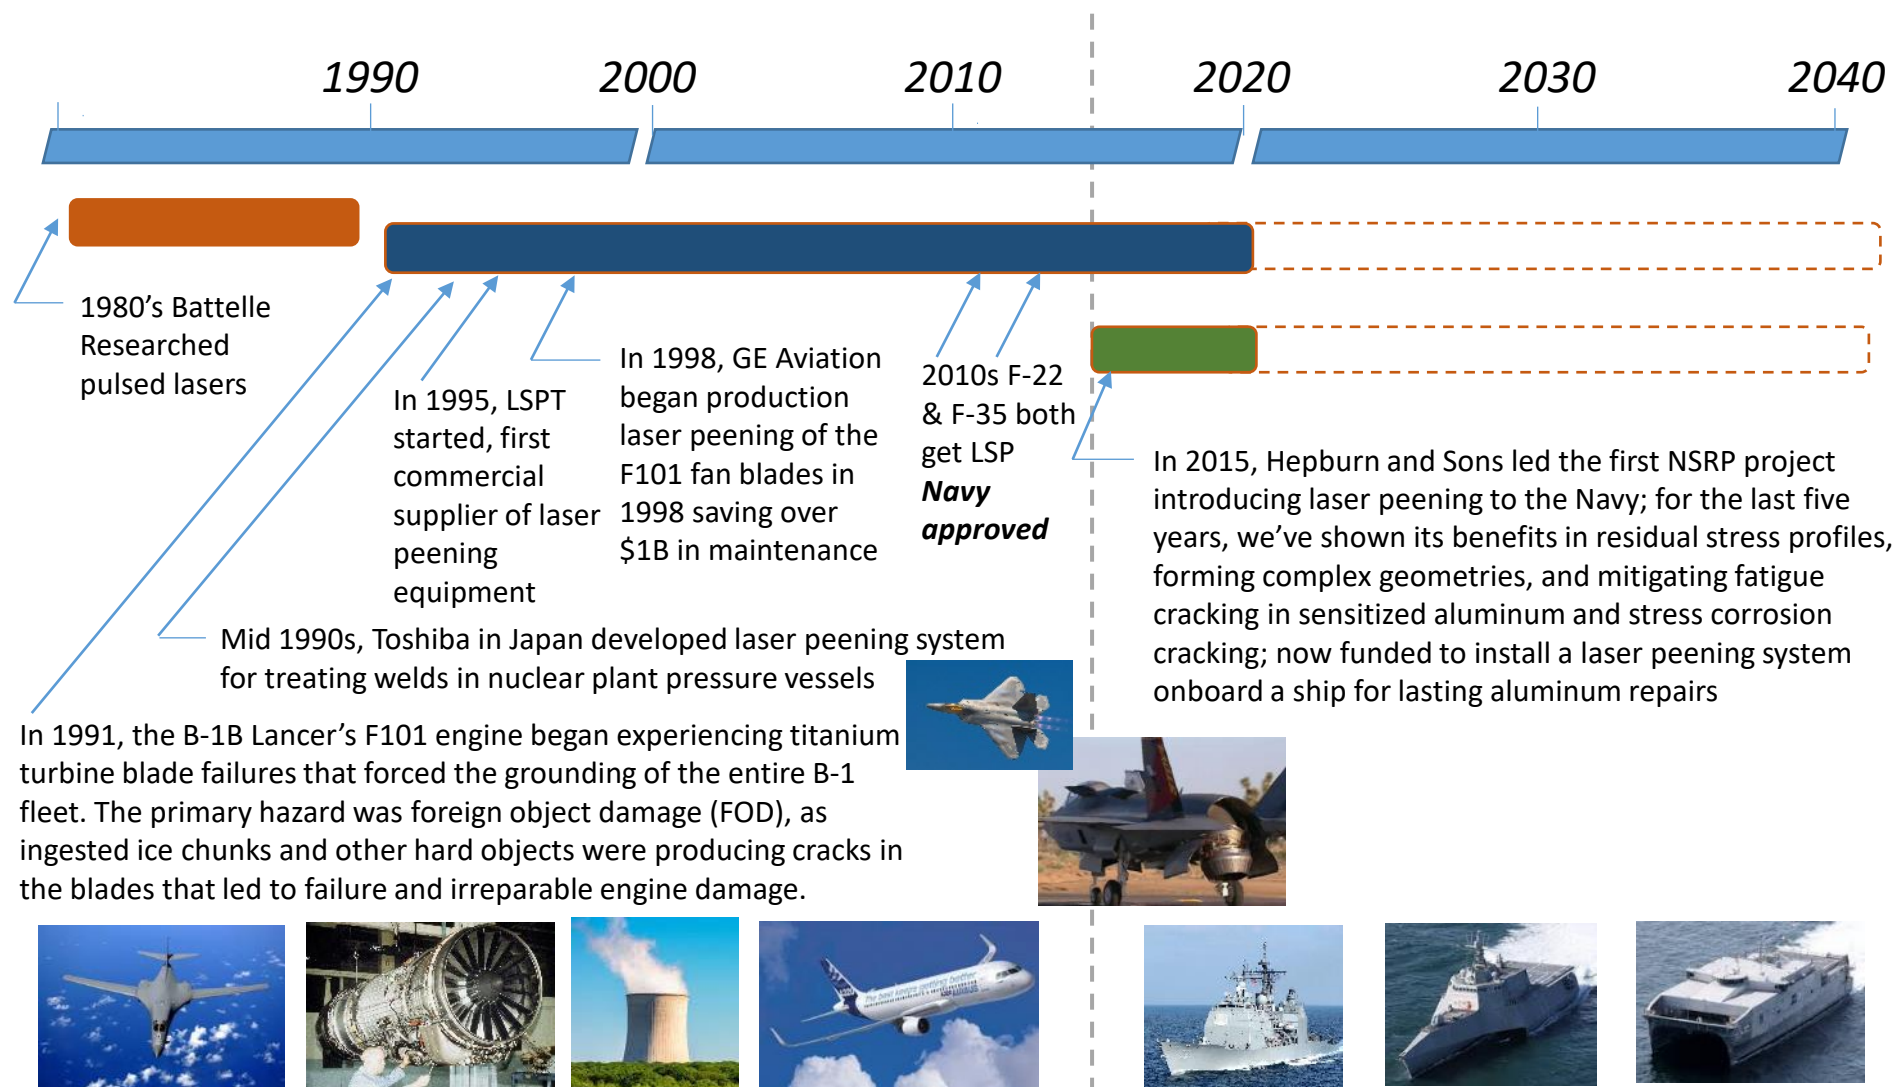 1990
2000
2010
2020
2030
2040
1980's Battelle
Researched
pulsed lasers
In 1995, LSPT
started, first
commercial
supplier of laser
peening
equipment
In 1998, GE Aviation
began production
laser peening of the
F101 fan blades in
1998 saving over
$1B in maintenance
2010s F-22
& F-35 both
get LSP
Navy
approved
In 2015, Hepburn and Sons led the first NSRP project
introducing laser peening to the Navy; for the last five
years, we've shown its benefits in residual stress profiles,
forming complex geometries, and mitigating fatigue
cracking in sensitized aluminum and stress corrosion
cracking; now funded to install a laser peening system
onboard a ship for lasting aluminum repairs
Mid 1990s, Toshiba in Japan developed laser peening system
for treating welds in nuclear plant pressure vessels
In 1991, the B-1B Lancer's F101 engine began experiencing titanium
turbine blade failures that forced the grounding of the entire B-1
fleet. The primary hazard was foreign object damage (FOD), as
ingested ice chunks and other hard objects were producing cracks in
the blades that led to failure and irreparable engine damage.
The best keeps getting better